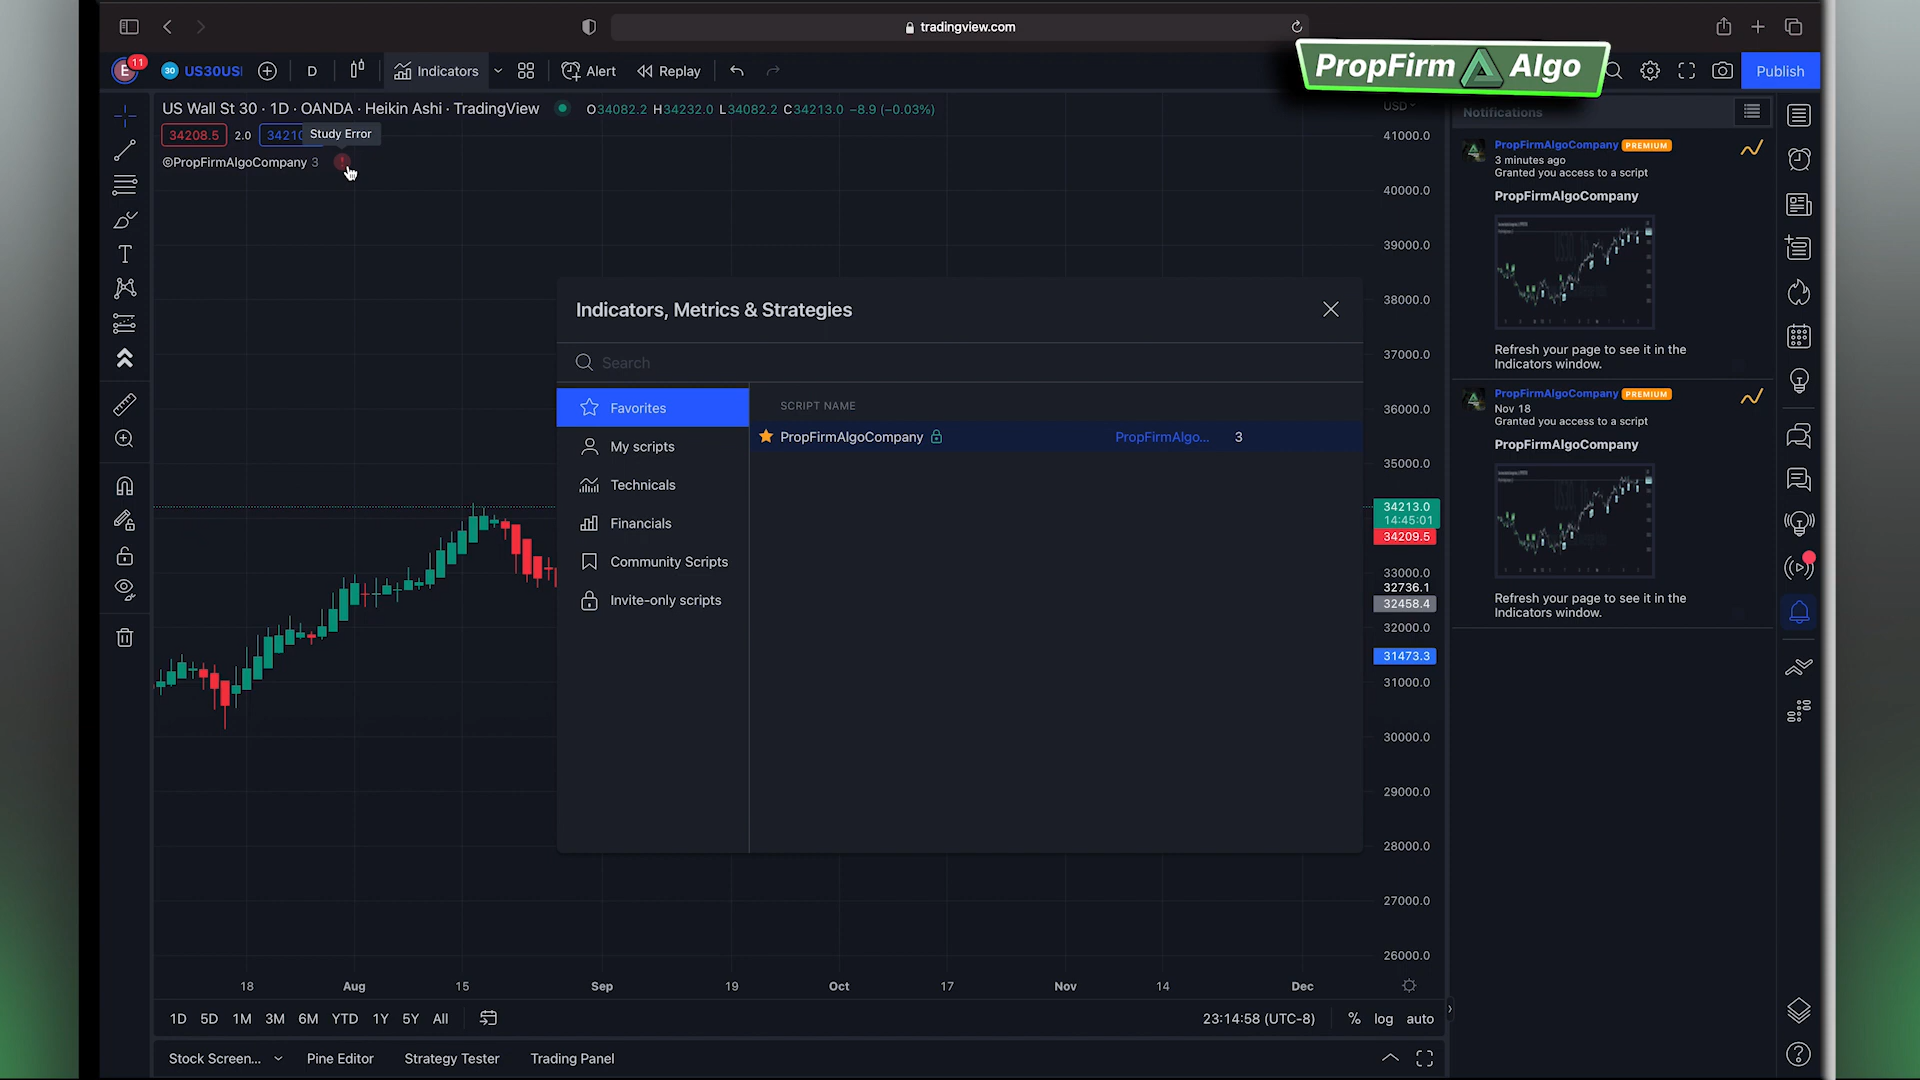 tradingview.com
E
11
30
US30USI
D
Indicators
Alert
Replay
PropFirm Algo
Publish
US Wall St 30 · 1D · OANDA · Heikin Ashi · TradingView
O34082.2 H34232.0 L34082.2 C34213.0 −8.9 (−0.03%)
34208.5
2.0
Study Error
©PropFirmAlgoCompany 3
USD
41000.0
40000.0
39000.0
38000.0
37000.0
36000.0
35000.0
34213.0
14:45:01
34209.5
33000.0
32736.1
32458.4
32000.0
31473.3
31000.0
30000.0
29000.0
28000.0
27000.0
26000.0
Indicators, Metrics & Strategies
Search
Favorites
My scripts
Technicals
Financials
Community Scripts
Invite-only scripts
SCRIPT NAME
PropFirmAlgoCompany
PropFirmAlgo...
3
Notifications
PropFirmAlgoCompany PREMIUM
3 minutes ago
Granted you access to a script
PropFirmAlgoCompany
Refresh your page to see it in the
Indicators window.
PropFirmAlgoCompany PREMIUM
Nov 18
Granted you access to a script
PropFirmAlgoCompany
Refresh your page to see it in the
Indicators window.
18
Aug
15
Sep
19
Oct
17
Nov
14
Dec
1D 5D 1M 3M 6M YTD 1Y 5Y All
23:14:58 (UTC-8)
% log auto
Stock Screen...
Pine Editor
Strategy Tester
Trading Panel